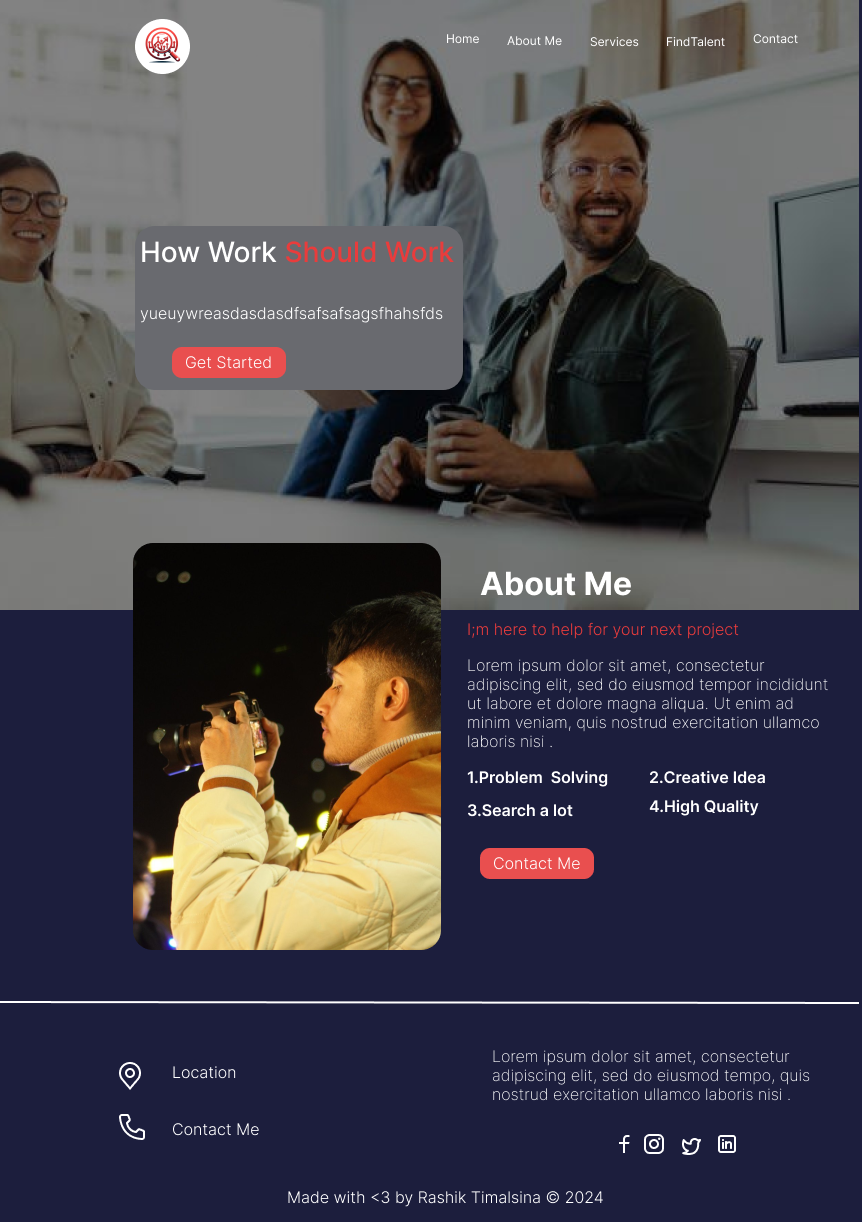 Home About Me Services FindTalent Contact
How Work Should Work
yueuywreasdasdasdfsafsafsagsfhahsfds
Get Started
About Me
I;m here to help for your next project
Lorem ipsum dolor sit amet, consectetur
adipiscing elit, sed do eiusmod tempor incididunt
ut labore et dolore magna aliqua. Ut enim ad
minim veniam, quis nostrud exercitation ullamco
laboris nisi .
1.Problem  Solving 2.Creative Idea
3.Search a lot 4.High Quality
Contact Me
Location
Contact Me
Lorem ipsum dolor sit amet, consectetur
adipiscing elit, sed do eiusmod tempo, quis
nostrud exercitation ullamco laboris nisi .
Made with <3 by Rashik Timalsina © 2024